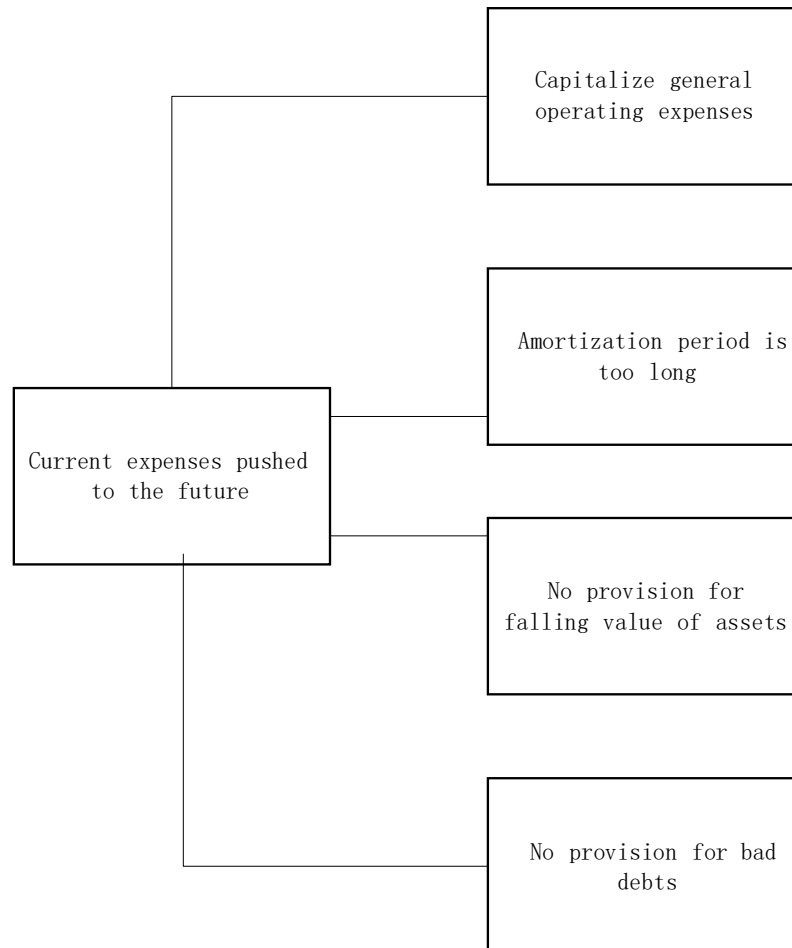 Capitalize general
operating expenses
Amortization period is
too long
Current expenses pushed
to the future
No provision for
falling value of assets
No provision for bad
debts